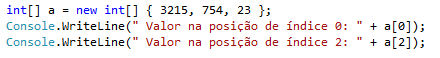 int[] a = new int[] { 3215, 754, 23 };
Console.WriteLine(" Valor na posição de índice 0: " + a[0]);
Console.WriteLine(" Valor na posição de índice 2: " + a[2]);